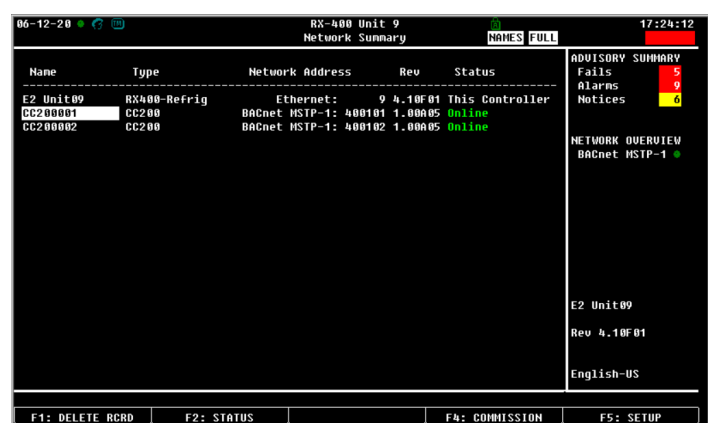 06-12-20 RX-400 Unit 9 17:24:12
Network Summary NAMES FULL
ADVISORY SUMMARY
Fails 5
Alarms 9
Notices 6
NETWORK OVERVIEW
BACnet MSTP-1
Name Type Network Address Rev Status
E2 Unit09 RX400-Refrig Ethernet: 9 4.10F01 This Controller
CC200001 CC200 BACnet MSTP-1: 400101 1.00A05 Online
CC200002 CC200 BACnet MSTP-1: 400102 1.00A05 Online
E2 Unit09
Rev 4.10F01
English-US
F1: DELETE RCRD F2: STATUS F4: COMMISSION F5: SETUP